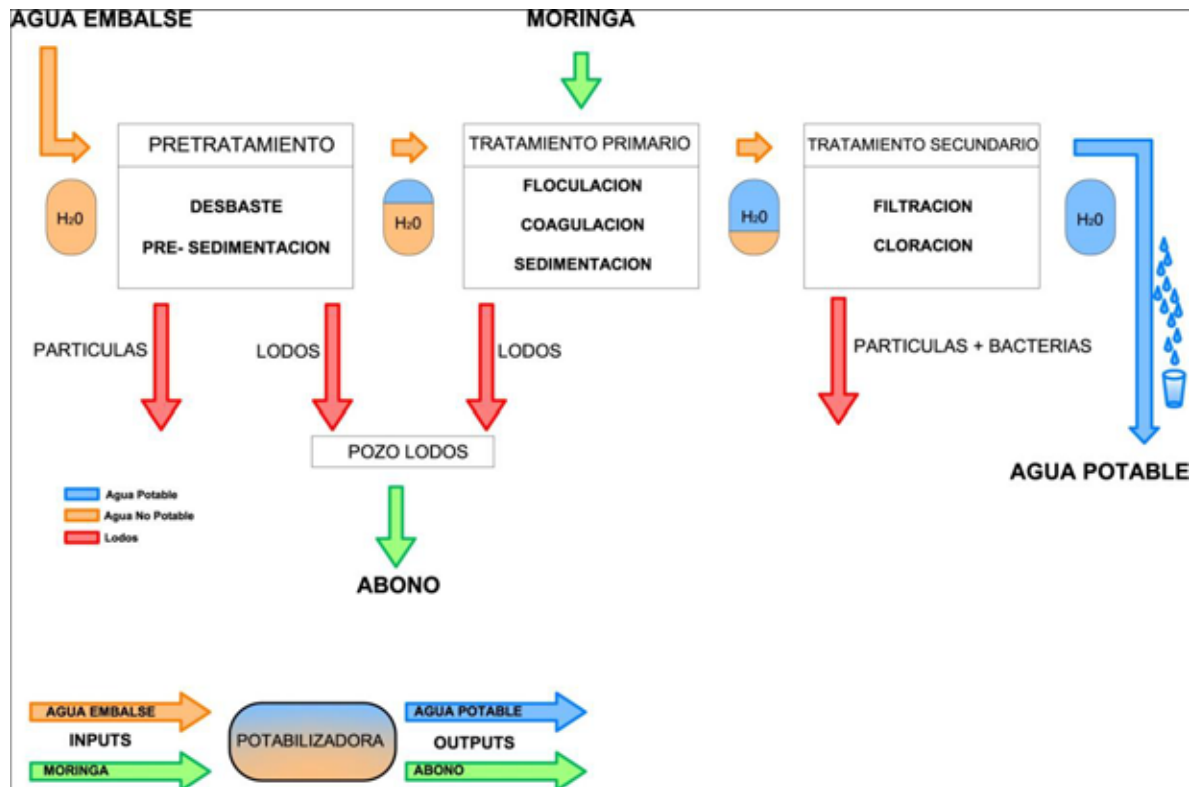 AGUA EMBALSE
MORINGA
PRETRATAMIENTO
TRATAMIENTO PRIMARIO
TRATAMIENTO SECUNDARIO
H₂0
DESBASTE
PRE- SEDIMENTACION
H₂0
FLOCULACION
COAGULACION
SEDIMENTACION
H₂0
FILTRACION
CLORACION
H₂0
PARTICULAS
LODOS
LODOS
PARTICULAS + BACTERIAS
POZO LODOS
AGUA POTABLE
Agua Potable
Agua No Potable
Lodos
ABONO
AGUA EMBALSE
INPUTS
MORINGA
POTABILIZADORA
AGUA POTABLE
OUTPUTS
ABONO